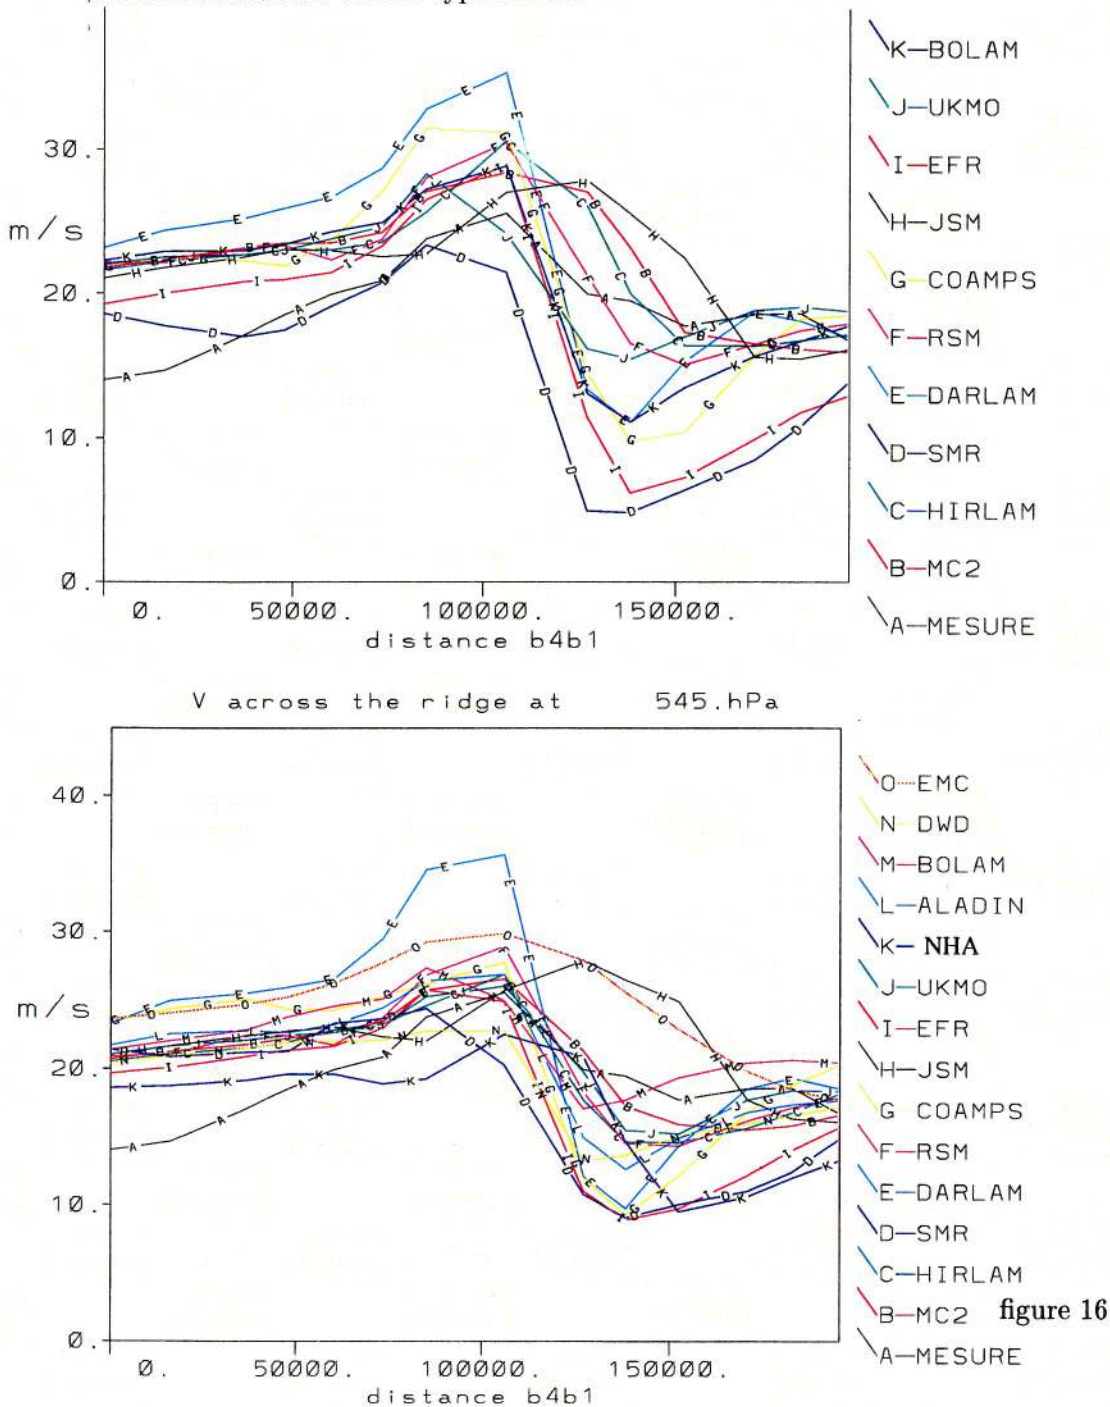 30.
m/s
20.
10.
0.
0. 50000. 100000. 150000.
distance b4b1
K—BOLAM
J—UKMO
I—EFR
H—JSM
G—COAMPS
F—RSM
E—DARLAM
D—SMR
C—HIRLAM
B—MC2
A—MESURE
V across the ridge at 545.hPa
40.
30.
m/s
20.
10.
0.
0. 50000. 100000. 150000.
distance b4b1
O EMC
N DWD
M—BOLAM
L—ALADIN
K— NHA
J—UKMO
I—EFR
H—JSM
G COAMPS
F—RSM
E—DARLAM
D—SMR
C—HIRLAM
B—MC2
A—MESURE
figure 16